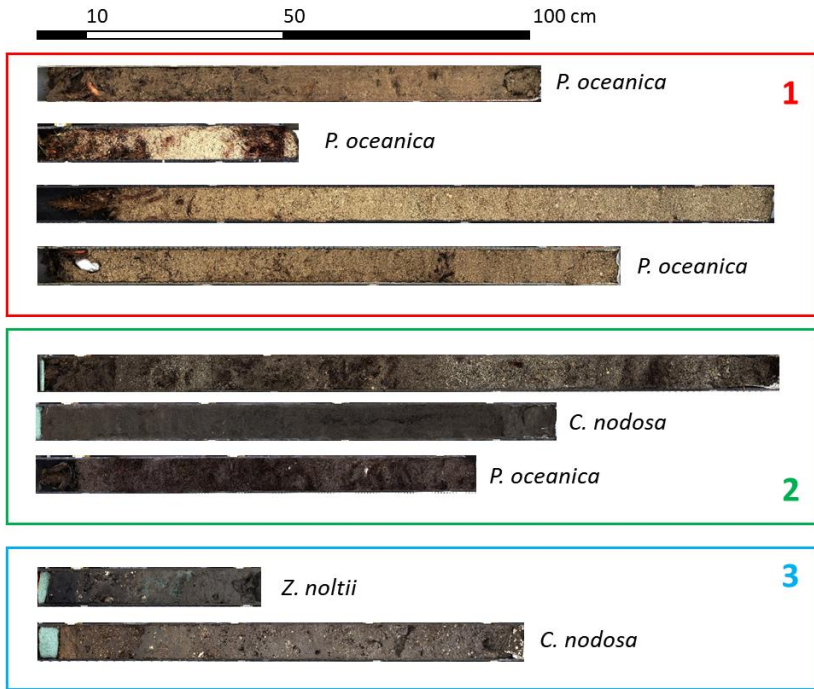 10 50 100 cm
P. oceanica
1
P. oceanica
P. oceanica
C. nodosa
P. oceanica
2
Z. noltii
3
C. nodosa